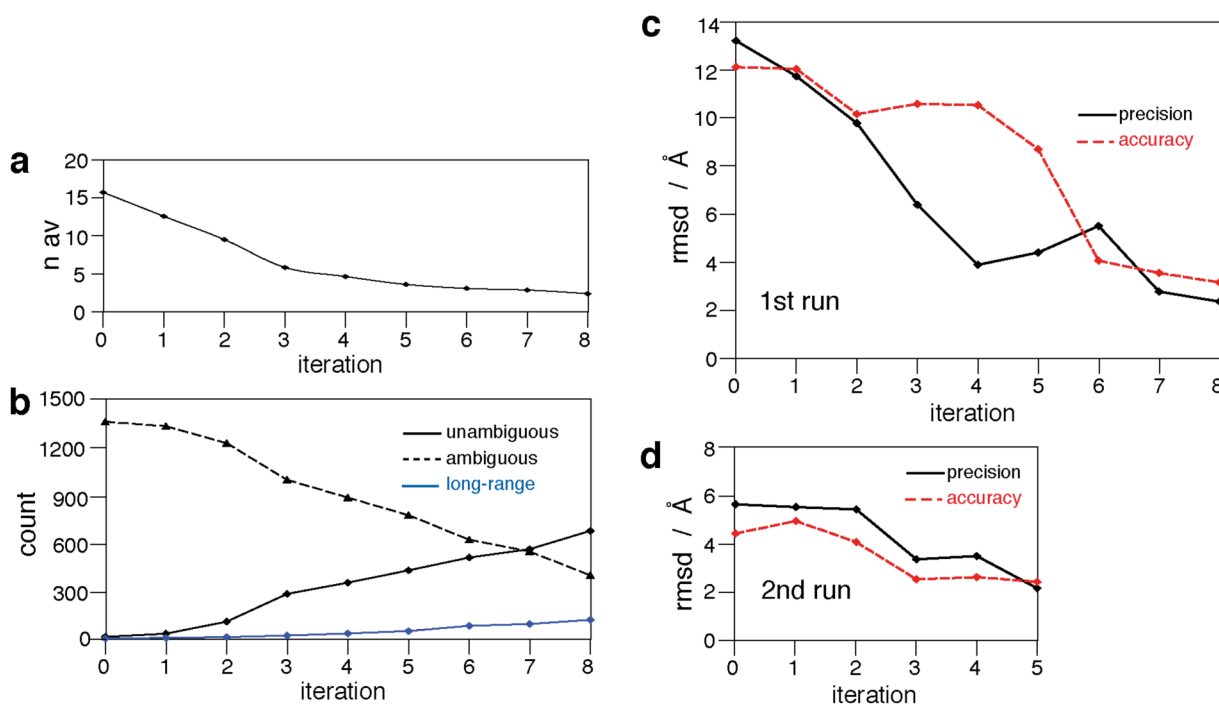 a
n av
20
15
10
5
0
0 1 2 3 4 5 6 7 8
iteration
b
count
1500
1200
900
600
300
0
unambiguous
ambiguous
long-range
0 1 2 3 4 5 6 7 8
iteration
c
rmsd / Å
14
12
10
8
6
4
2
0
precision
accuracy
1st run
0 1 2 3 4 5 6 7 8
iteration
d
rmsd / Å
8
6
4
2
0
precision
accuracy
2nd run
0 1 2 3 4 5
iteration